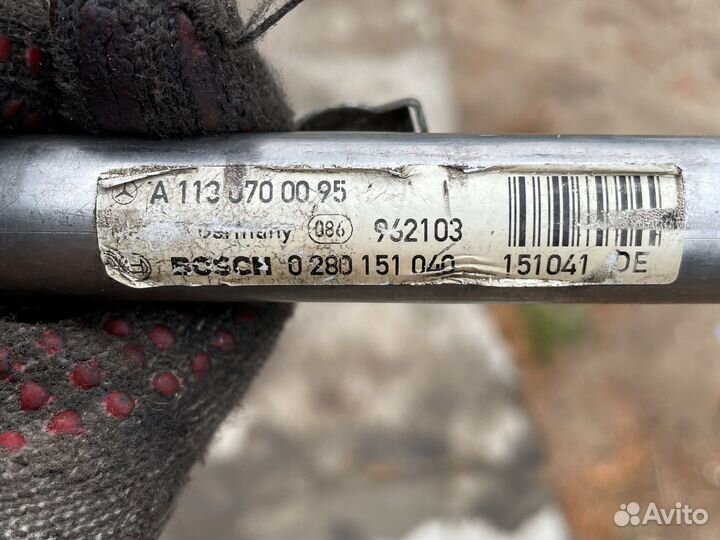 A 113 070 00 95
Germany 086 962103
BOSCH 0 280 151 040 151041 DE
Avito